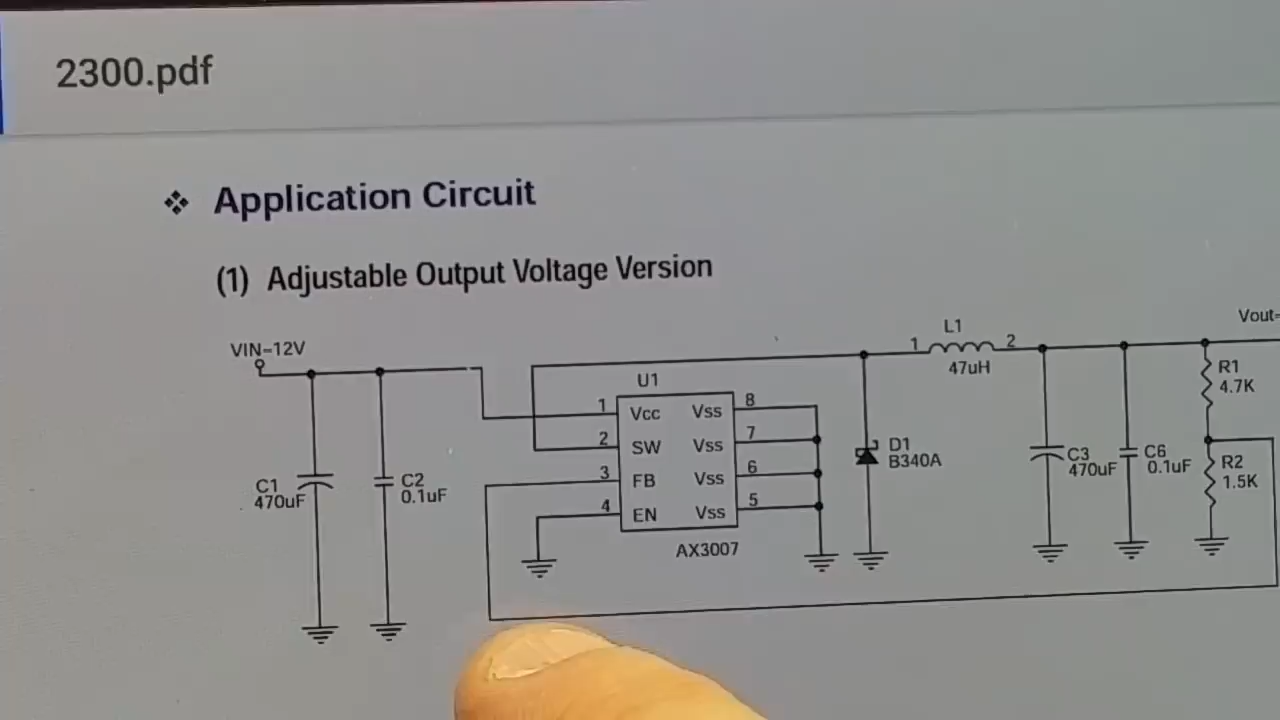 2300.pdf
❖ Application Circuit
(1) Adjustable Output Voltage Version
VIN=12V
C1
470uF
C2
0.1uF
U1
1 Vcc Vss 8
2 SW Vss 7
3 FB Vss 6
4 EN Vss 5
AX3007
D1
B340A
L1
1 2
47uH
C3
470uF
C6
0.1uF
Vout=
R1
4.7K
R2
1.5K